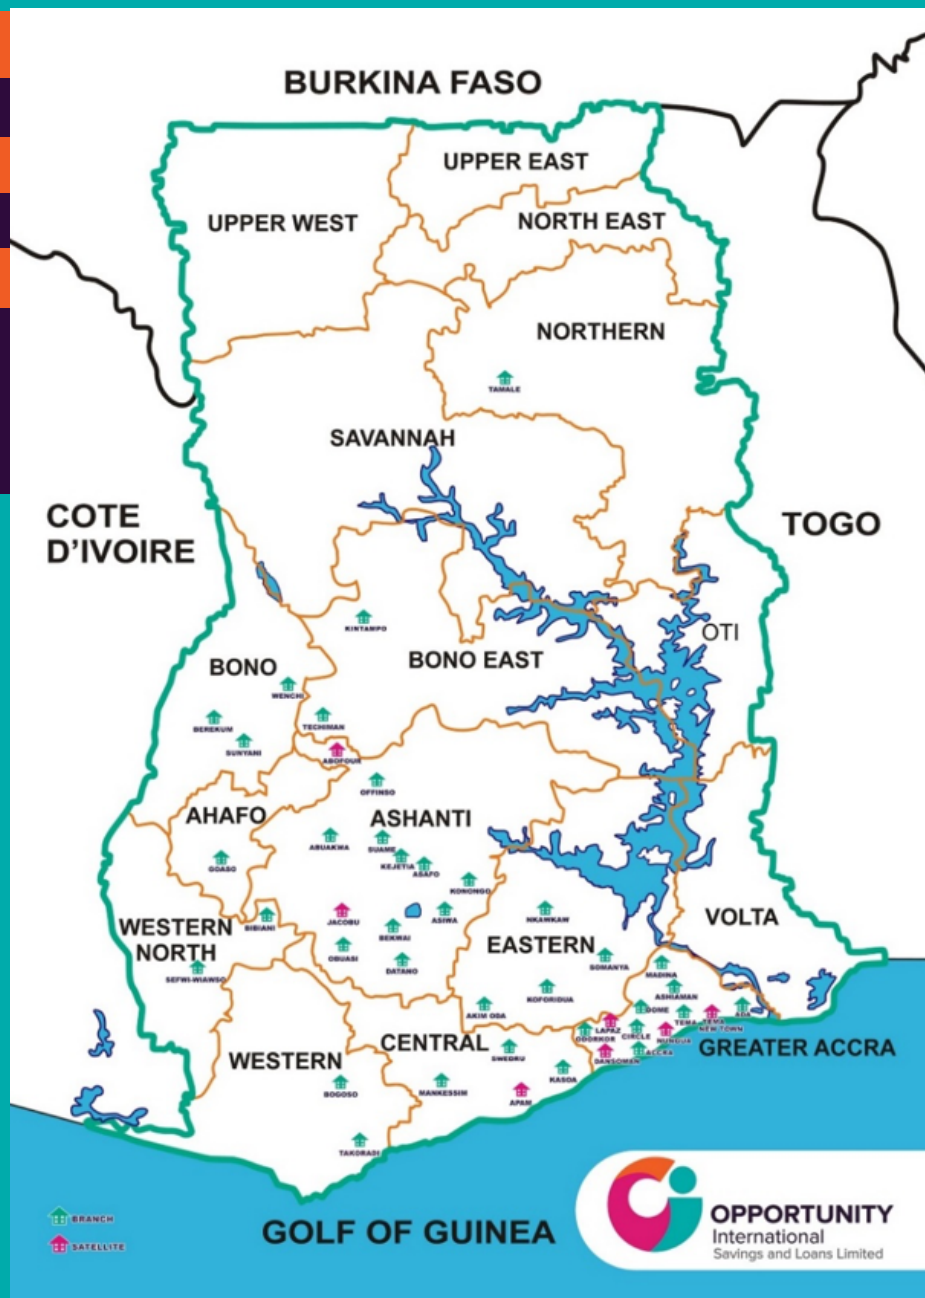 BURKINA FASO
UPPER EAST
UPPER WEST
NORTH EAST
NORTHERN
TAMALE
SAVANNAH
COTE
D'IVOIRE
TOGO
KINTAMPO
OTI
BONO
BONO EAST
WENCHI
BEREKUM
TECHIMAN
SUNYANI
ABOFOUR
OFFINSO
AHAFO
ASHANTI
ABUAKWA
SUAME
KEJETIA
ASAFO
GOASO
KONONGO
WESTERN
NORTH
BIBIANI
JACOBU
ASIWA
BEKWAI
NKAWKAW
VOLTA
EASTERN
OBUASI
DATANO
SOMANYA
MADINA
SEFWI-WIAWSO
ASHIAMAN
KOFORIDUA
AKIM ODA
DOME
TEMA
TEMA
NEW TOWN
ADA
LAPAZ
ODORKOR
CIRCLE
NUNGUA
CENTRAL
SWEDRU
DANSOMAN
ACCRA
GREATER ACCRA
WESTERN
KASOA
BOGOSO
MANKESSIM
APAM
TAKORADI
BRANCH
SATELLITE
GOLF OF GUINEA
OPPORTUNITY
International
Savings and Loans Limited